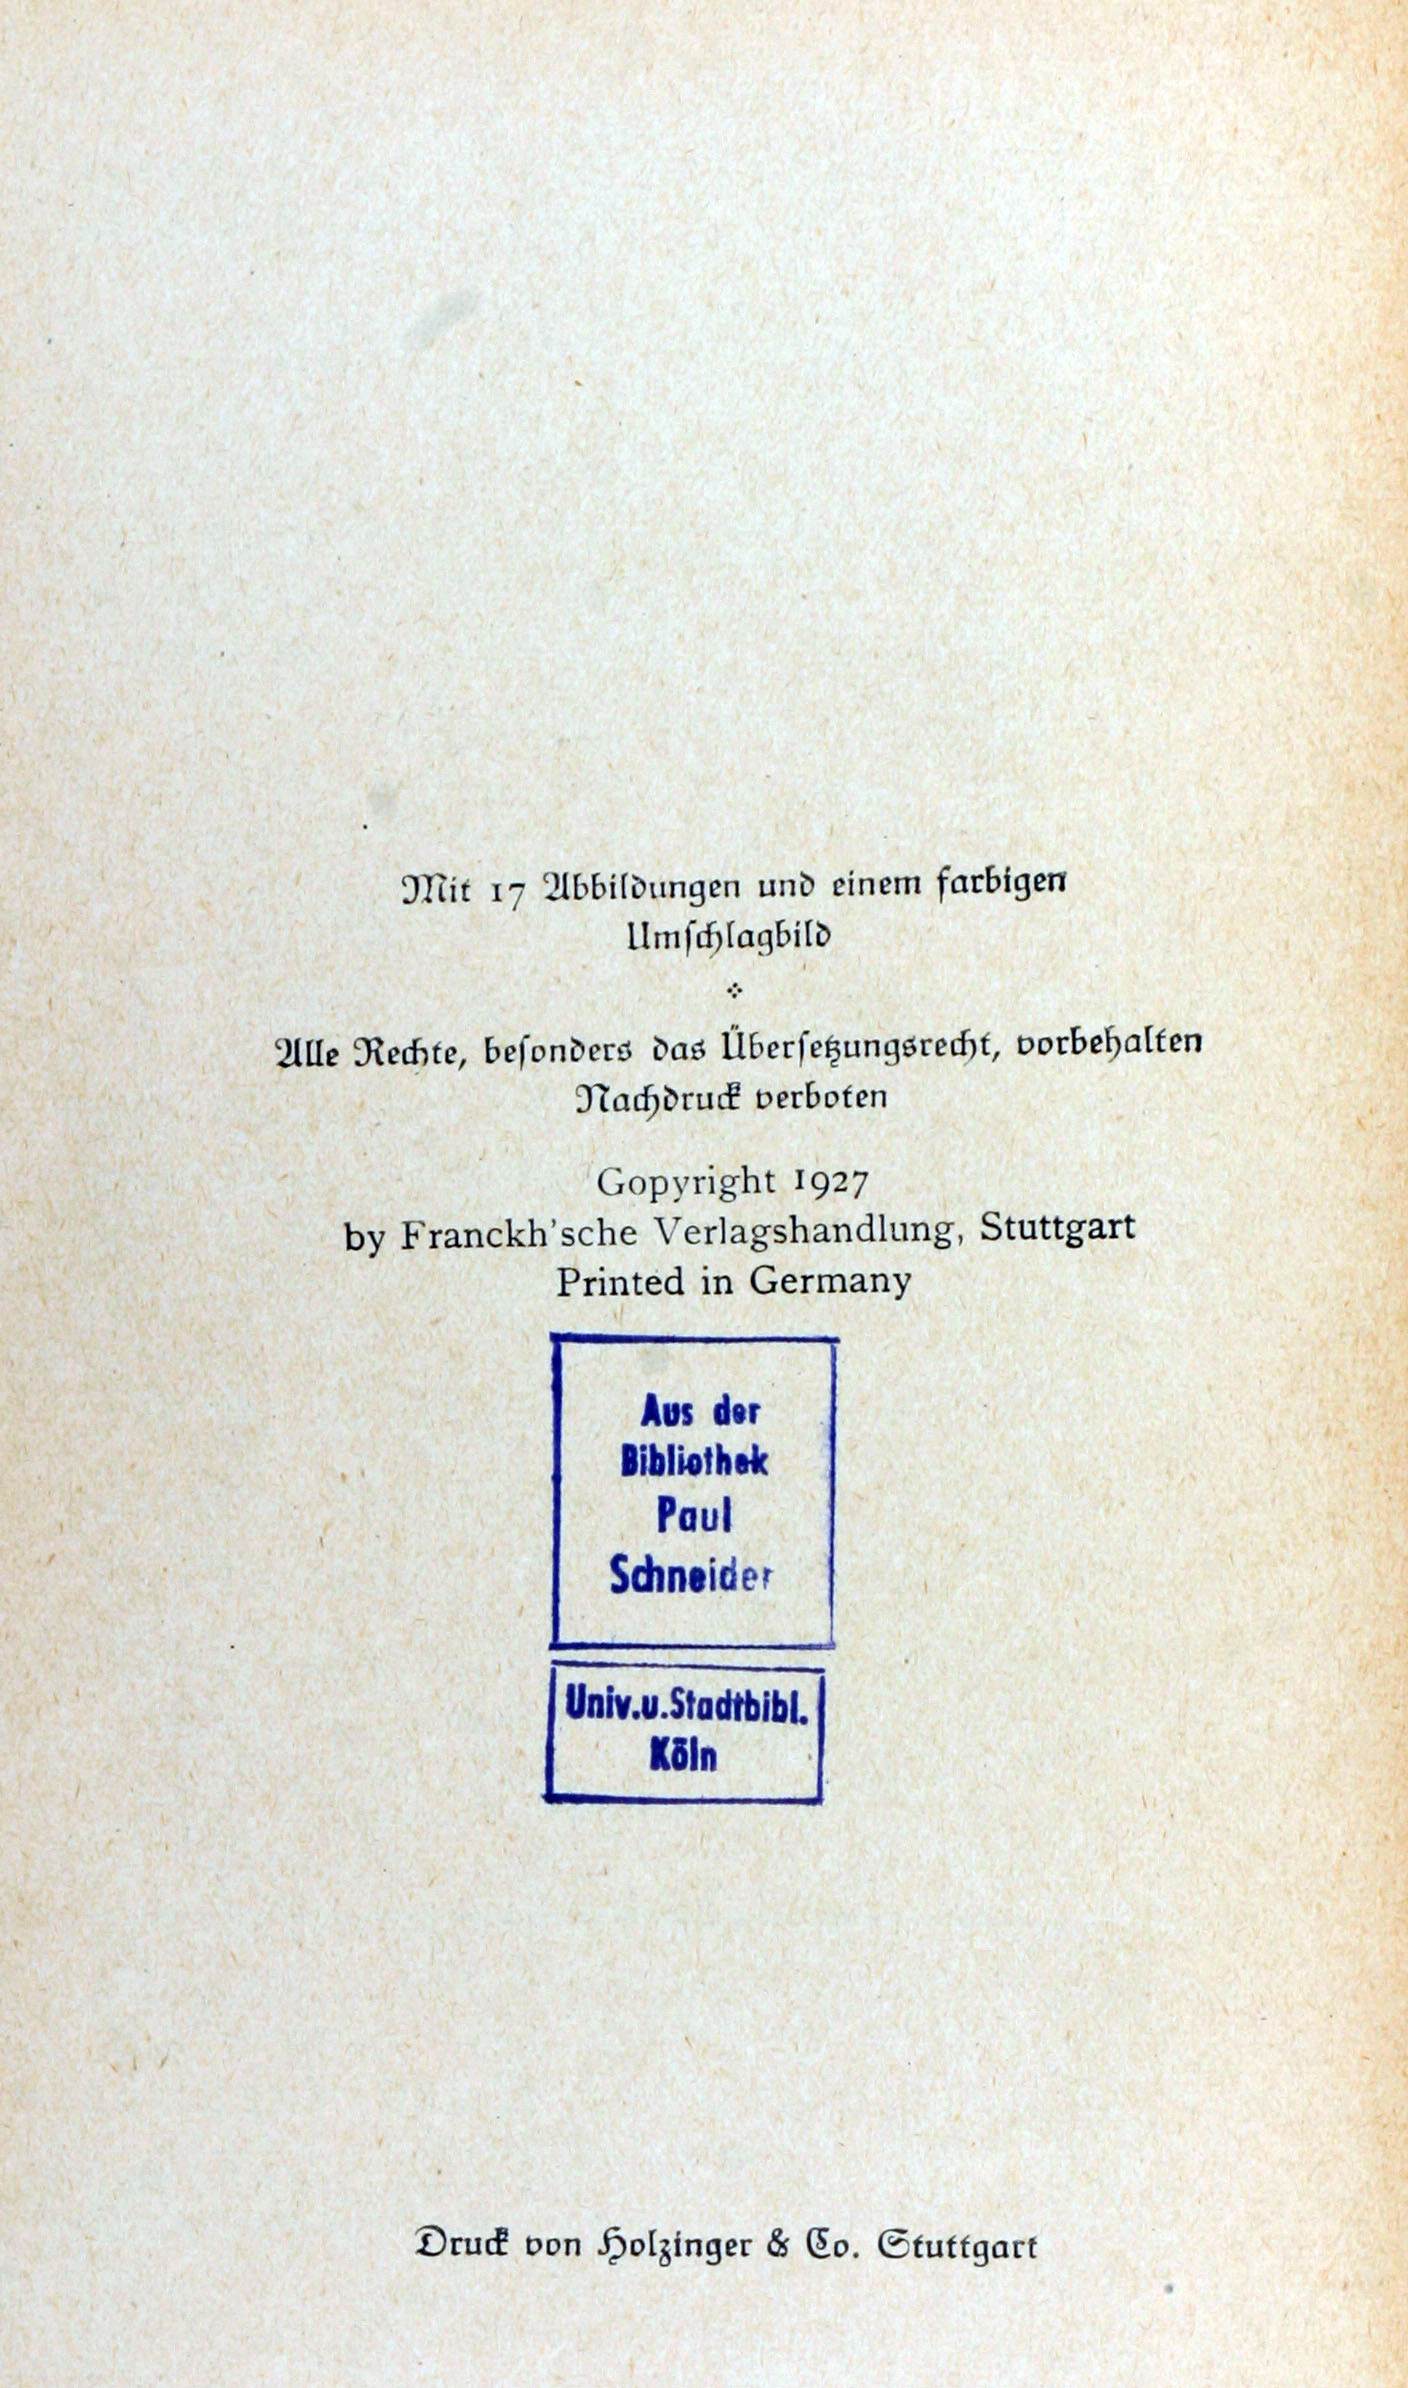 Mit 17 Abbildungen und einem farbigen
Umſchlagbild
Alle Rechte, beſonders das Überſetzungsrecht, vorbehalten
Nachdruck verboten
Gopyright 1927
by Franckh'sche Verlagshandlung, Stuttgart
Printed in Germany
Aus der
Bibliothek
Paul
Schneider
Univ.u.Stadtbibl.
Köln
Druck von Holzinger & Co. Stuttgart